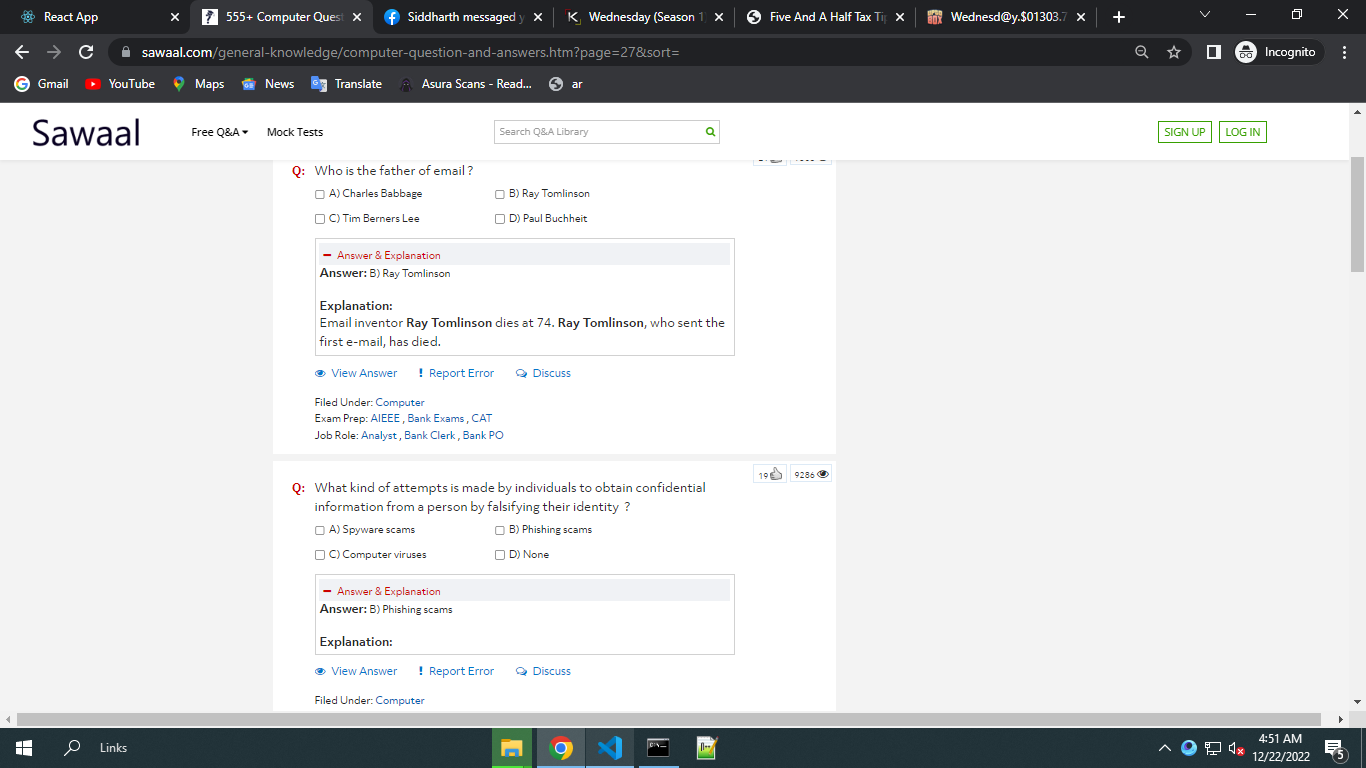 React App
555+ Computer Quest
Siddharth messaged y
Wednesday (Season 1
Five And A Half Tax Tip
Wednesd@y.$01303.7
sawaal.com/general-knowledge/computer-question-and-answers.htm?page=27&sort=
Incognito
Gmail
YouTube
Maps
News
Translate
Asura Scans - Read...
ar
Sawaal
Free Q&A
Mock Tests
Search Q&A Library
SIGN UP
LOG IN
Q: Who is the father of email ?
A) Charles Babbage
B) Ray Tomlinson
C) Tim Berners Lee
D) Paul Buchheit
Answer & Explanation
Answer: B) Ray Tomlinson
Explanation:
Email inventor Ray Tomlinson dies at 74. Ray Tomlinson, who sent the
first e-mail, has died.
View Answer
Report Error
Discuss
Filed Under: Computer
Exam Prep: AIEEE , Bank Exams , CAT
Job Role: Analyst , Bank Clerk , Bank PO
19
9286
Q: What kind of attempts is made by individuals to obtain confidential
information from a person by falsifying their identity ?
A) Spyware scams
B) Phishing scams
C) Computer viruses
D) None
Answer & Explanation
Answer: B) Phishing scams
Explanation:
View Answer
Report Error
Discuss
Filed Under: Computer
Links
4:51 AM
12/22/2022
5